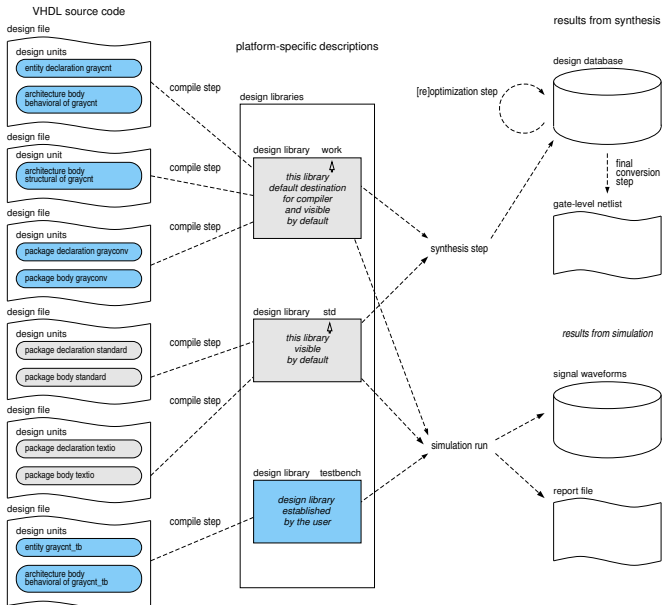 VHDL source code
design file
design units
entity declaration graycnt
architecture body
behavioral of graycnt
design file
design unit
architecture body
structural of graycnt
design file
design units
package declaration grayconv
package body grayconv
design file
design units
package declaration standard
package body standard
design file
design units
package declaration textio
package body textio
design file
design units
entity graycnt_tb
architecture body
behavioral of graycnt_tb
compile step
compile step
compile step
compile step
compile step
compile step
platform-specific descriptions
design libraries
design library work
this library
default destination
for compiler
and visible
by default
design library std
this library
visible
by default
design library testbench
design library
established
by the user
synthesis step
simulation run
results from synthesis
design database
[re]optimization step
final
conversion
step
gate-level netlist
results from simulation
signal waveforms
report file